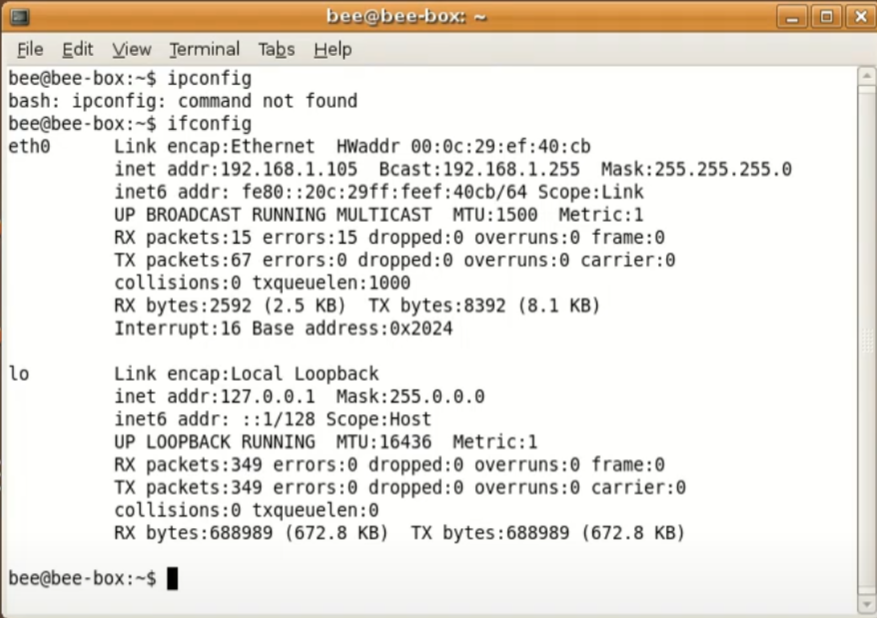 bee@bee-box: ~
File Edit View Terminal Tabs Help
bee@bee-box:~$ ipconfig
bash: ipconfig: command not found
bee@bee-box:~$ ifconfig
eth0 Link encap:Ethernet HWaddr 00:0c:29:ef:40:cb
inet addr:192.168.1.105 Bcast:192.168.1.255 Mask:255.255.255.0
inet6 addr: fe80::20c:29ff:feef:40cb/64 Scope:Link
UP BROADCAST RUNNING MULTICAST MTU:1500 Metric:1
RX packets:15 errors:15 dropped:0 overruns:0 frame:0
TX packets:67 errors:0 dropped:0 overruns:0 carrier:0
collisions:0 txqueuelen:1000
RX bytes:2592 (2.5 KB) TX bytes:8392 (8.1 KB)
Interrupt:16 Base address:0x2024
lo Link encap:Local Loopback
inet addr:127.0.0.1 Mask:255.0.0.0
inet6 addr: ::1/128 Scope:Host
UP LOOPBACK RUNNING MTU:16436 Metric:1
RX packets:349 errors:0 dropped:0 overruns:0 frame:0
TX packets:349 errors:0 dropped:0 overruns:0 carrier:0
collisions:0 txqueuelen:0
RX bytes:688989 (672.8 KB) TX bytes:688989 (672.8 KB)
bee@bee-box:~$